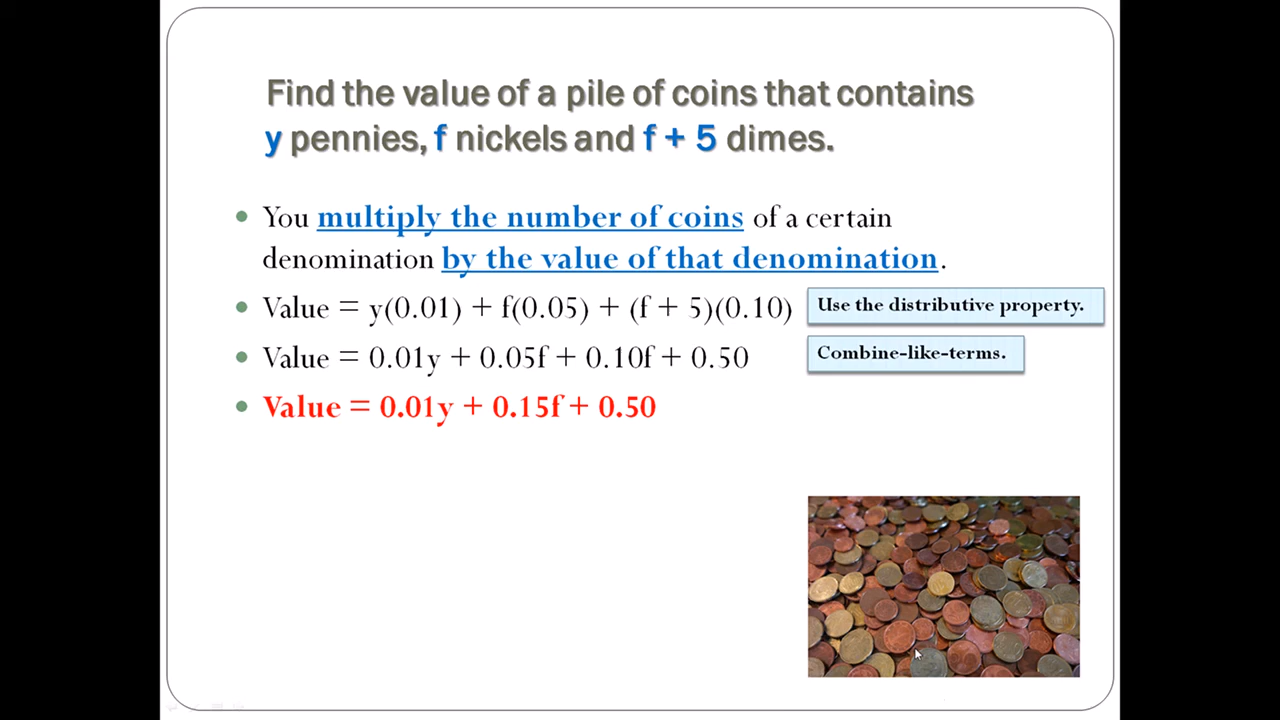 Find the value of a pile of coins that contains
y pennies, f nickels and f + 5 dimes.
You multiply the number of coins of a certain
denomination by the value of that denomination.
Value = y(0.01) + f(0.05) + (f + 5)(0.10)
Use the distributive property.
Value = 0.01y + 0.05f + 0.10f + 0.50
Combine-like-terms.
Value = 0.01y + 0.15f + 0.50